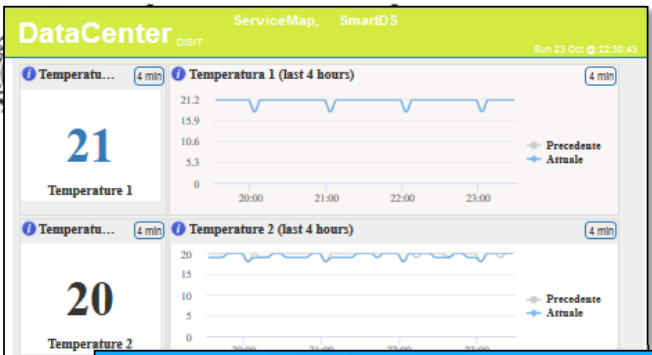 DataCenter DISIT
ServiceMap, SmartDS
Sun 23 Oct @ 22:30:43
Temperatu... 4 min
21
Temperature 1
Temperatura 1 (last 4 hours) 4 min
21.2
15.9
10.6
5.3
0
20:00 21:00 22:00 23:00
Precedente
Attuale
Temperatu... 4 min
20
Temperature 2
Temperature 2 (last 4 hours) 4 min
20
15
10
5
0
Precedente
Attuale